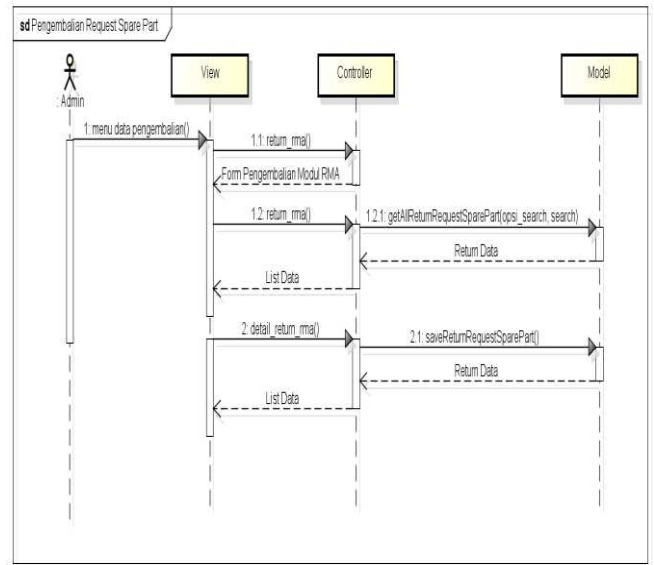 sd Pengembalian Request Spare Part
: Admin
View
Controller
Model
1: menu data pengembalian()
1.1: return_rma()
Form Pengembalian Modul RMA
1.2: return_rma()
1.2.1: getAllReturnRequestSparePart(opsi_search, search)
Return Data
List Data
2: detail_return_rma()
2.1: saveReturnRequestSparePart()
Return Data
List Data